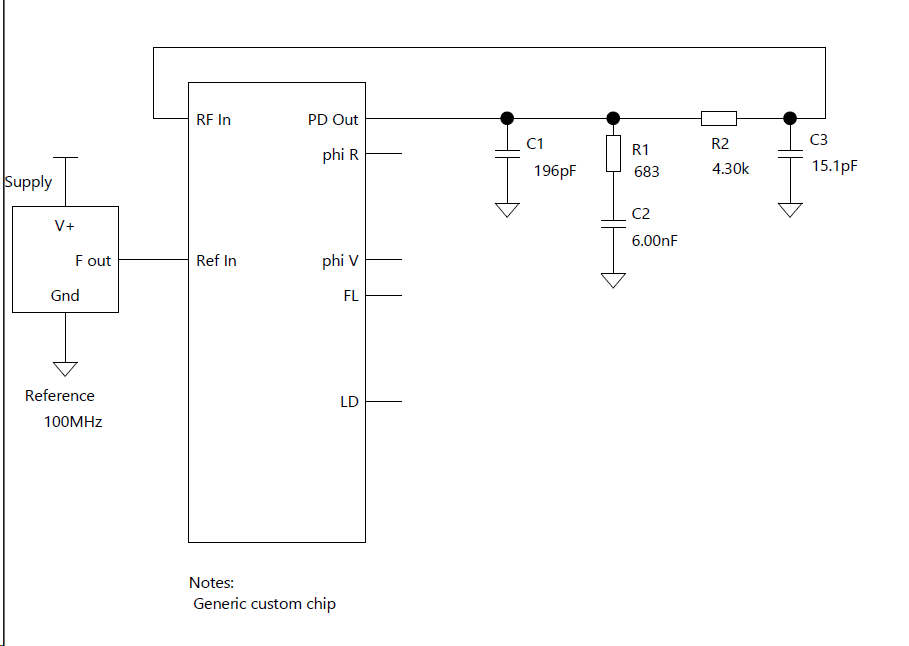 RF In
PD Out
phi R
Supply
V+
F out
Gnd
Ref In
phi V
FL
LD
Reference
100MHz
C1
196pF
R1
683
C2
6.00nF
R2
4.30k
C3
15.1pF
Notes:
Generic custom chip